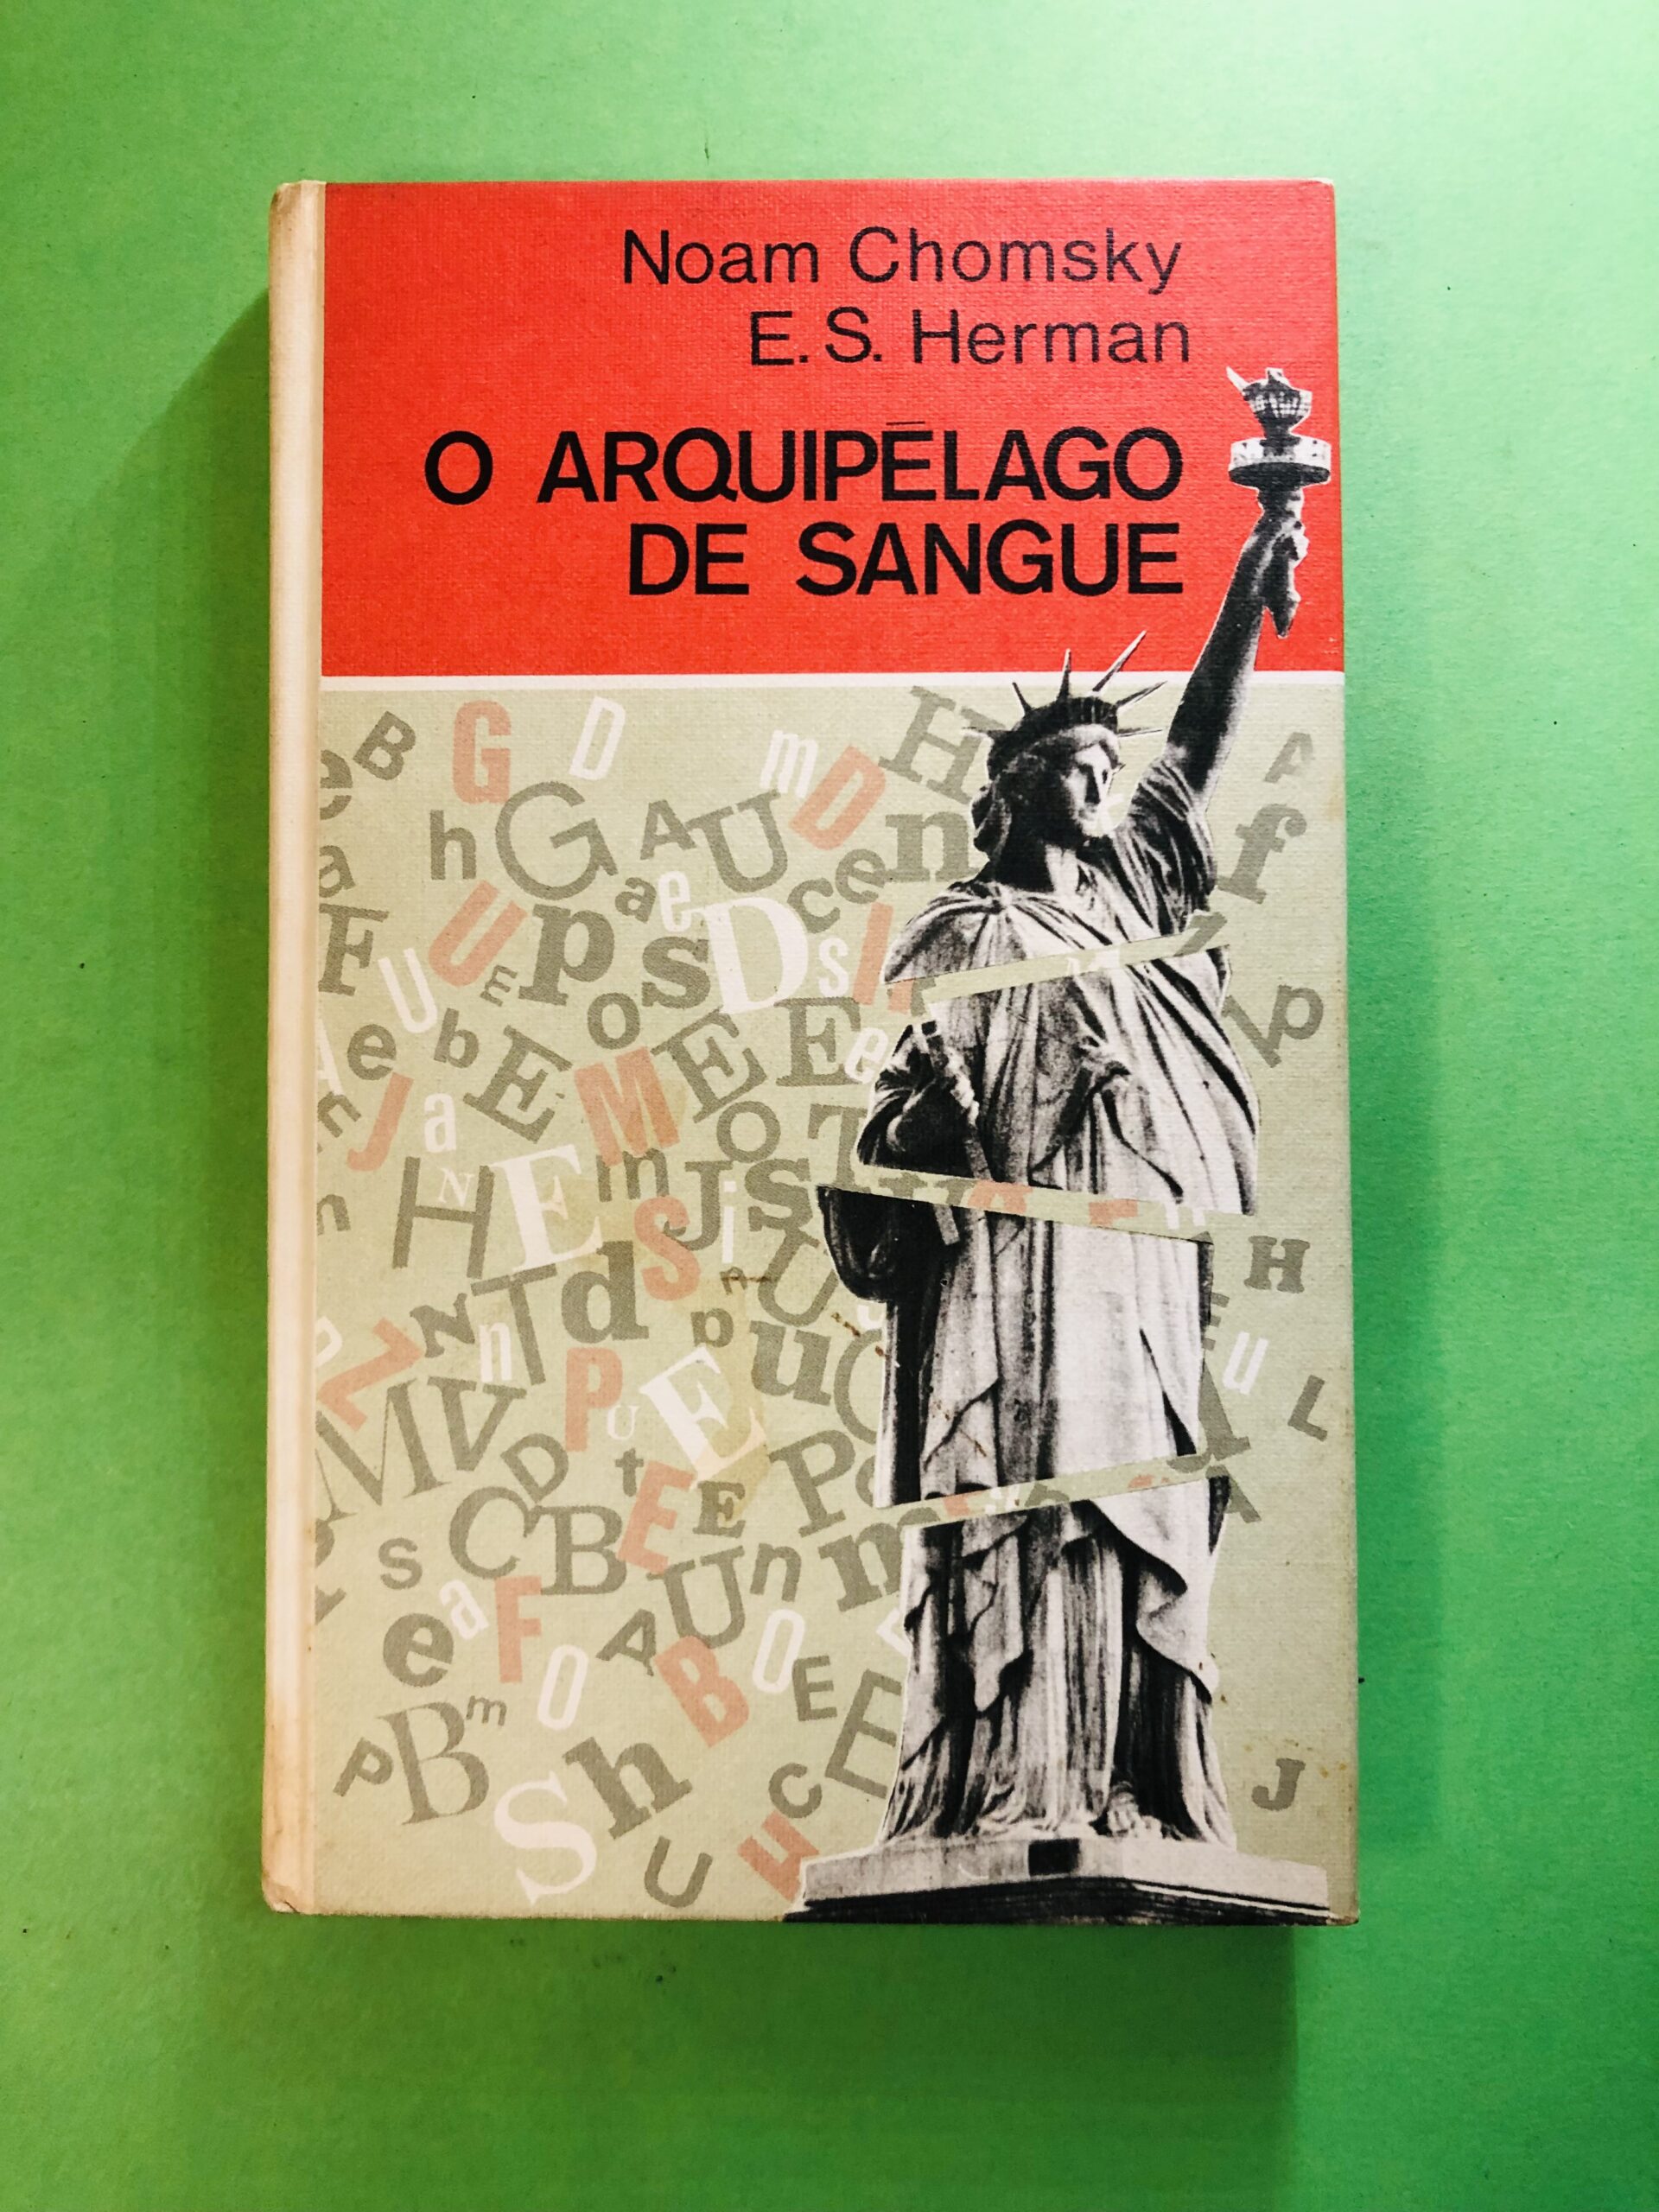 Noam Chomsky
E. S. Herman
O ARQUIPÉLAGO
DE SANGUE